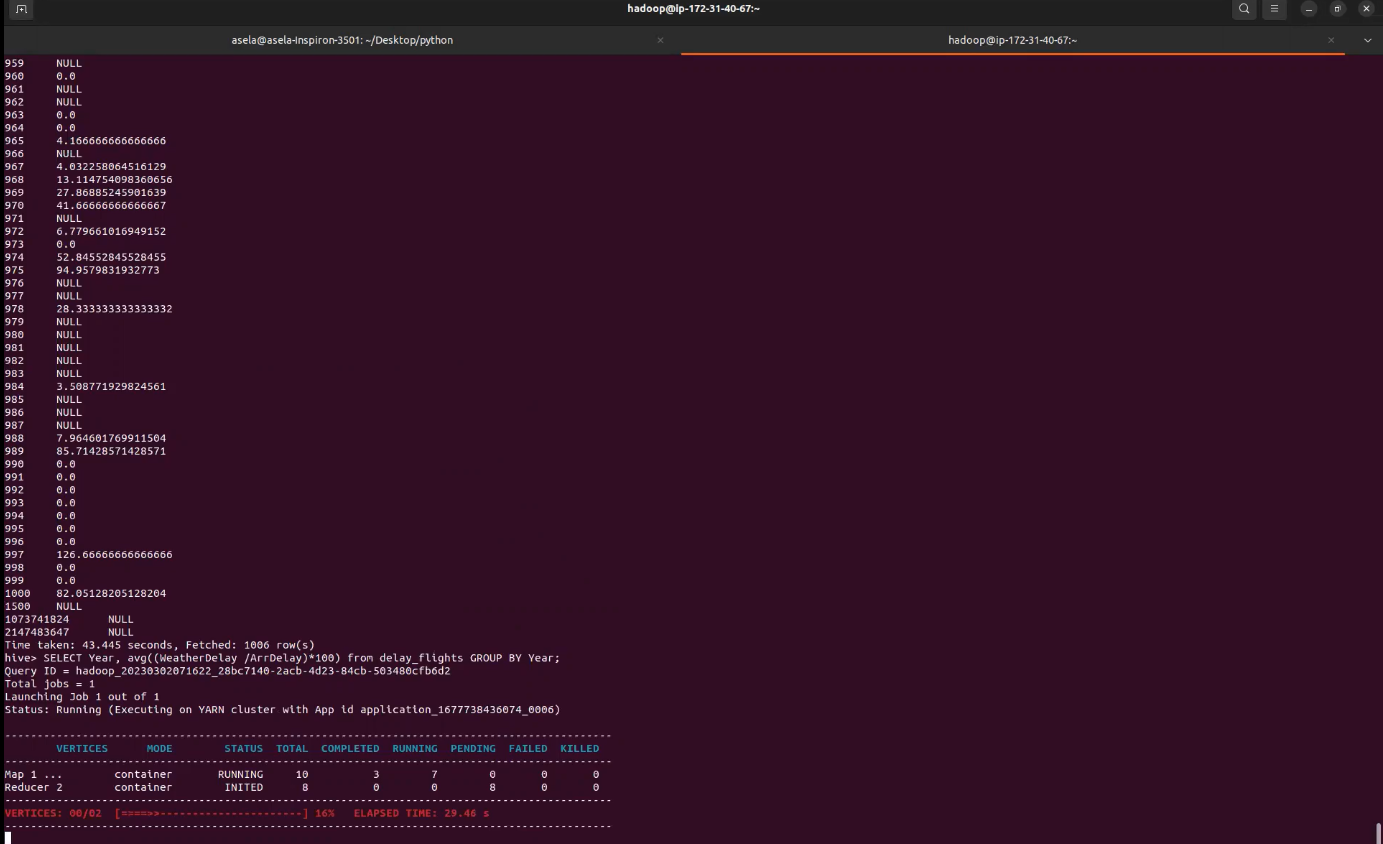 hadoop@ip-172-31-40-67:~
asela@asela-Inspiron-3501: ~/Desktop/python
hadoop@ip-172-31-40-67:~
959 NULL
960 0.0
961 NULL
962 NULL
963 0.0
964 0.0
965 4.166666666666666
966 NULL
967 4.032258064516129
968 13.114754098360656
969 27.86885245901639
970 41.66666666666667
971 NULL
972 6.779661016949152
973 0.0
974 52.84552845528455
975 94.9579831932773
976 NULL
977 NULL
978 28.333333333333332
979 NULL
980 NULL
981 NULL
982 NULL
983 NULL
984 3.508771929824561
985 NULL
986 NULL
987 NULL
988 7.964601769911504
989 85.71428571428571
990 0.0
991 0.0
992 0.0
993 0.0
994 0.0
995 0.0
996 0.0
997 126.66666666666666
998 0.0
999 0.0
1000 82.05128205128204
1500 NULL
1073741824 NULL
2147483647 NULL
Time taken: 43.445 seconds, Fetched: 1006 row(s)
hive> SELECT Year, avg((WeatherDelay /ArrDelay)*100) from delay_flights GROUP BY Year;
Query ID = hadoop_20230302071622_28bc7140-2acb-4d23-84cb-503480cfb6d2
Total jobs = 1
Launching Job 1 out of 1
Status: Running (Executing on YARN cluster with App id application_1677738436074_0006)
----------------------------------------------------------------------------------------------
VERTICES MODE STATUS TOTAL COMPLETED RUNNING PENDING FAILED KILLED
----------------------------------------------------------------------------------------------
Map 1 ... container RUNNING 10 3 7 0 0 0
Reducer 2 container INITED 8 0 0 8 0 0
----------------------------------------------------------------------------------------------
VERTICES: 00/02 [====>>----------------------] 16% ELAPSED TIME: 29.46 s
----------------------------------------------------------------------------------------------